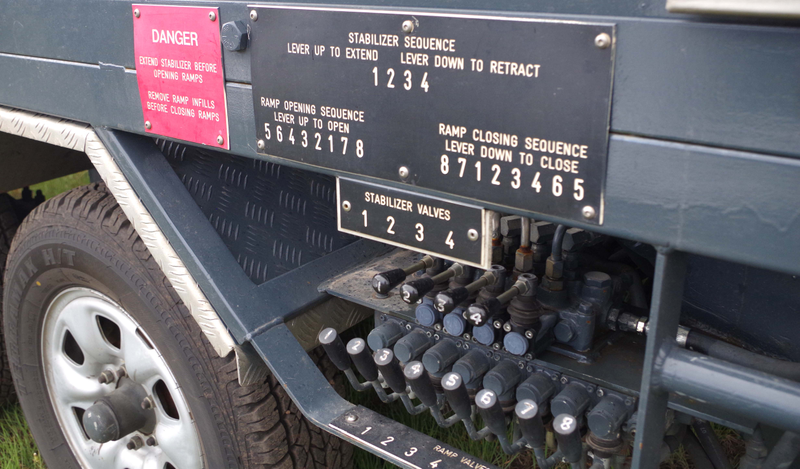 DANGER
EXTEND STABILIZER BEFORE
OPENING RAMPS
REMOVE RAMP INFILLS
BEFORE CLOSING RAMPS
STABILIZER SEQUENCE
LEVER UP TO EXTEND LEVER DOWN TO RETRACT
1 2 3 4
RAMP OPENING SEQUENCE
LEVER UP TO OPEN
5 6 4 3 2 1 7 8
RAMP CLOSING SEQUENCE
LEVER DOWN TO CLOSE
8 7 1 2 3 4 6 5
STABILIZER VALVES
1 2 3 4
3 4
3 4 5 6 7 8
RAMP VALVES
1 2 3 4
H/T